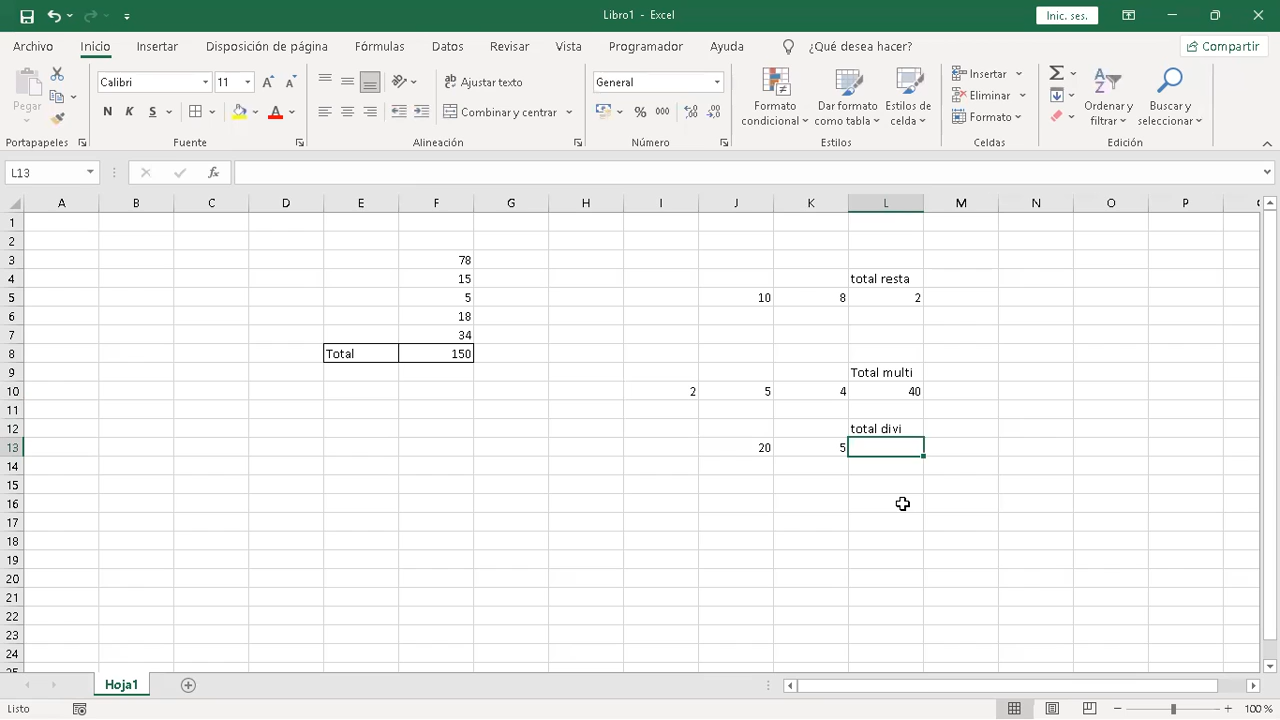 Libro1 - Excel
Inic. ses.
Archivo Inicio Insertar Disposición de página Fórmulas Datos Revisar Vista Programador Ayuda ¿Qué desea hacer? Compartir
Pegar
Calibri 11
N K S
Ajustar texto
Combinar y centrar
General
% 000
Formato condicional
Dar formato como tabla
Estilos de celda
Insertar
Eliminar
Formato
Ordenar y filtrar
Buscar y seleccionar
Portapapeles Fuente Alineación Número Estilos Celdas Edición
L13 fx
A B C D E F G H I J K L M N O P
1
2
3 78
4 15 total resta
5 5 10 8 2
6 18
7 34
8 Total 150
9 Total multi
10 2 5 4 40
11
12 total divi
13 20 5
14
15
16
17
18
19
20
21
22
23
24
Hoja1
Listo 100 %